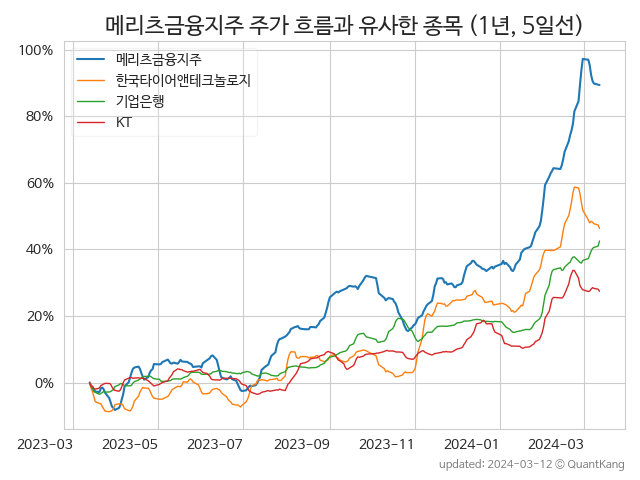 메리츠금융지주 주가 흐름과 유사한 종목 (1년, 5일선)
100%
80%
60%
40%
20%
0%
메리츠금융지주
한국타이어앤테크놀로지
기업은행
KT
2023-03 2023-05 2023-07 2023-09 2023-11 2024-01 2024-03
updated: 2024-03-12 © QuantKang